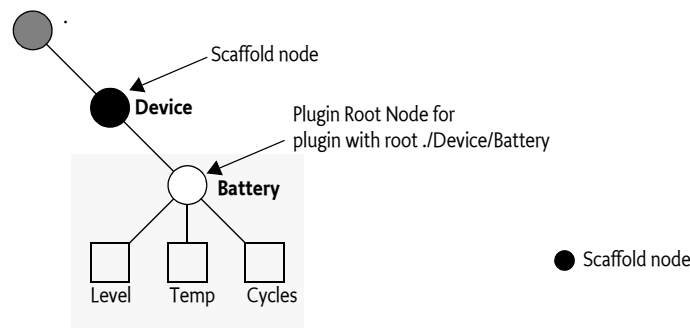 .
Scaffold node
Device
Plugin Root Node for
plugin with root ./Device/Battery
Battery
Scaffold node
Level Temp Cycles